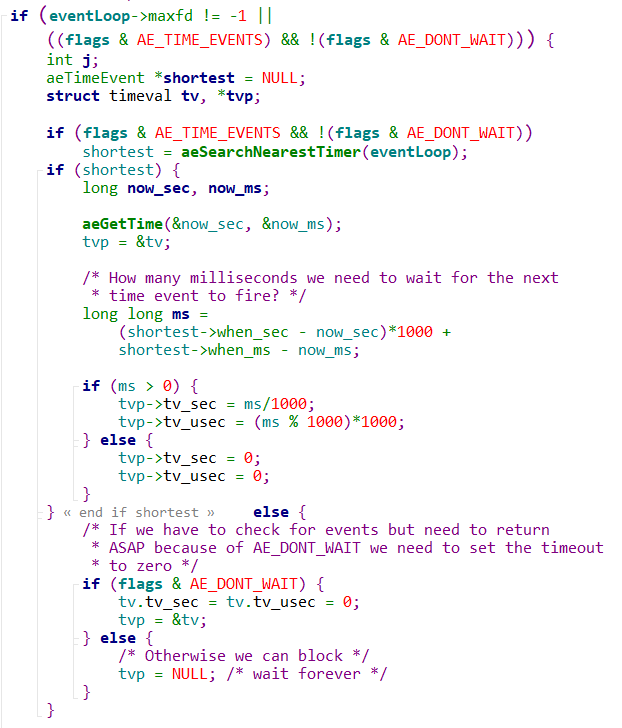 if (eventLoop->maxfd != -1 ||
    ((flags & AE_TIME_EVENTS) && !(flags & AE_DONT_WAIT))) {
    int j;
    aeTimeEvent *shortest = NULL;
    struct timeval tv, *tvp;

    if (flags & AE_TIME_EVENTS && !(flags & AE_DONT_WAIT))
        shortest = aeSearchNearestTimer(eventLoop);
    if (shortest) {
        long now_sec, now_ms;

        aeGetTime(&now_sec, &now_ms);
        tvp = &tv;

        /* How many milliseconds we need to wait for the next
         * time event to fire? */
        long long ms =
            (shortest->when_sec - now_sec)*1000 +
            shortest->when_ms - now_ms;

        if (ms > 0) {
            tvp->tv_sec = ms/1000;
            tvp->tv_usec = (ms % 1000)*1000;
        } else {
            tvp->tv_sec = 0;
            tvp->tv_usec = 0;
        }
    } « end if shortest »    else {
        /* If we have to check for events but need to return
         * ASAP because of AE_DONT_WAIT we need to set the timeout
         * to zero */
        if (flags & AE_DONT_WAIT) {
            tv.tv_sec = tv.tv_usec = 0;
            tvp = &tv;
        } else {
            /* Otherwise we can block */
            tvp = NULL; /* wait forever */
        }
    }